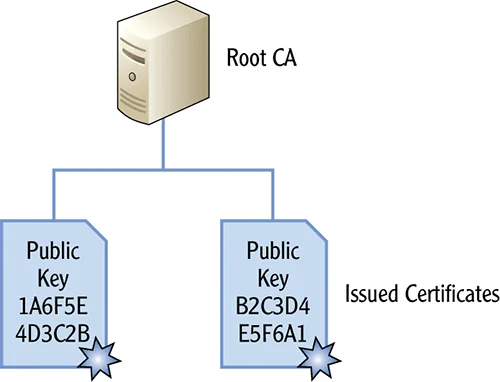 Root CA
Public
Key
1A6F5E
4D3C2B
Public
Key
B2C3D4
E5F6A1
Issued Certificates